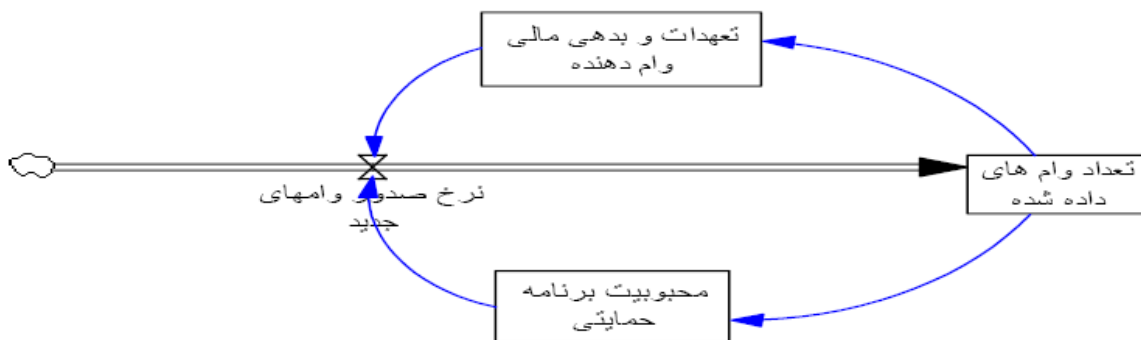 تعهدات و بدهی مالی
وام دهنده
تعداد وام های
داده شده
نرخ صدور وامهای
جدید
محبوبیت برنامه
حمایتی